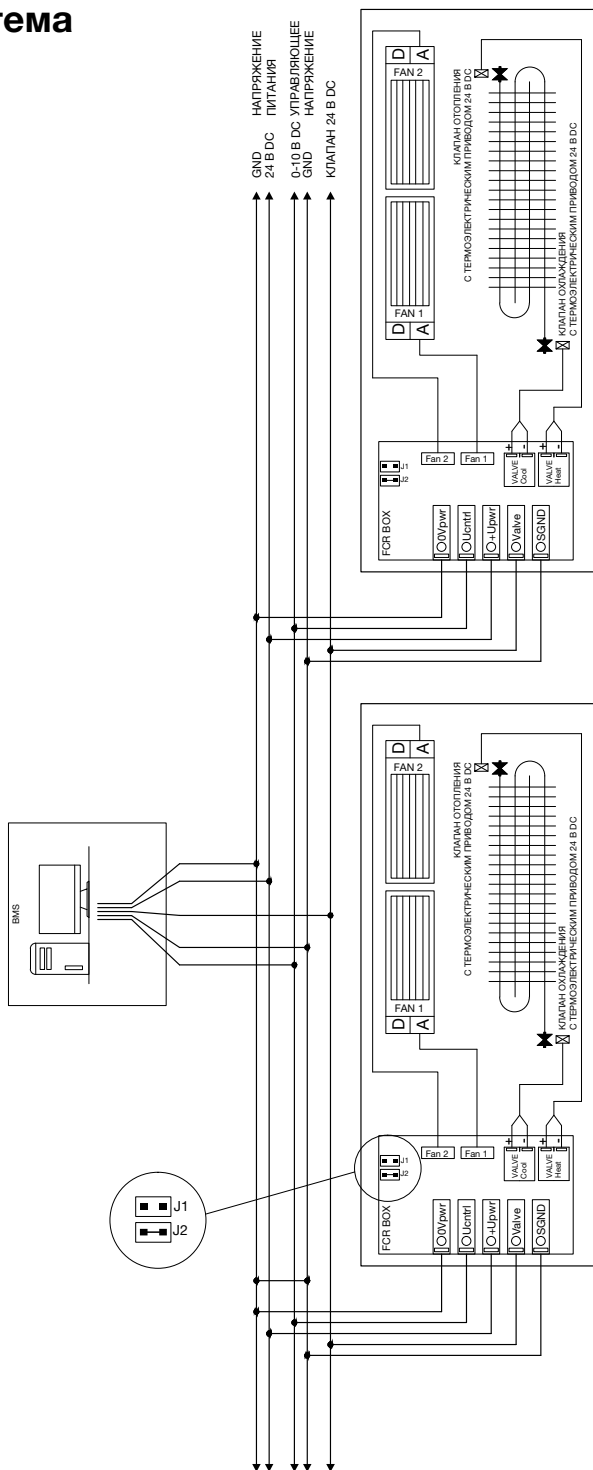 тема
GND
24 В DC
НАПРЯЖЕНИЕ
ПИТАНИЯ
0-10 В DC
GND
УПРАВЛЯЮЩЕЕ
НАПРЯЖЕНИЕ
КЛАПАН 24 В DC
D
A
FAN 2
FAN 1
D
A
КЛАПАН ОТОПЛЕНИЯ
С ТЕРМОЭЛЕКТРИЧЕСКИМ ПРИВОДОМ 24 В DC
КЛАПАН ОХЛАЖДЕНИЯ
С ТЕРМОЭЛЕКТРИЧЕСКИМ ПРИВОДОМ 24 В DC
FCR BOX
J1
J2
Fan 2
Fan 1
VALVE
Cool
+
-
VALVE
Heat
+
-
0Vpwr
Ucntrl
+Upwr
Valve
SGND
BMS
D
A
FAN 2
FAN 1
D
A
КЛАПАН ОТОПЛЕНИЯ
С ТЕРМОЭЛЕКТРИЧЕСКИМ ПРИВОДОМ 24 В DC
КЛАПАН ОХЛАЖДЕНИЯ
С ТЕРМОЭЛЕКТРИЧЕСКИМ ПРИВОДОМ 24 В DC
FCR BOX
J1
J2
Fan 2
Fan 1
VALVE
Cool
+
-
VALVE
Heat
+
-
0Vpwr
Ucntrl
+Upwr
Valve
SGND
J1
J2